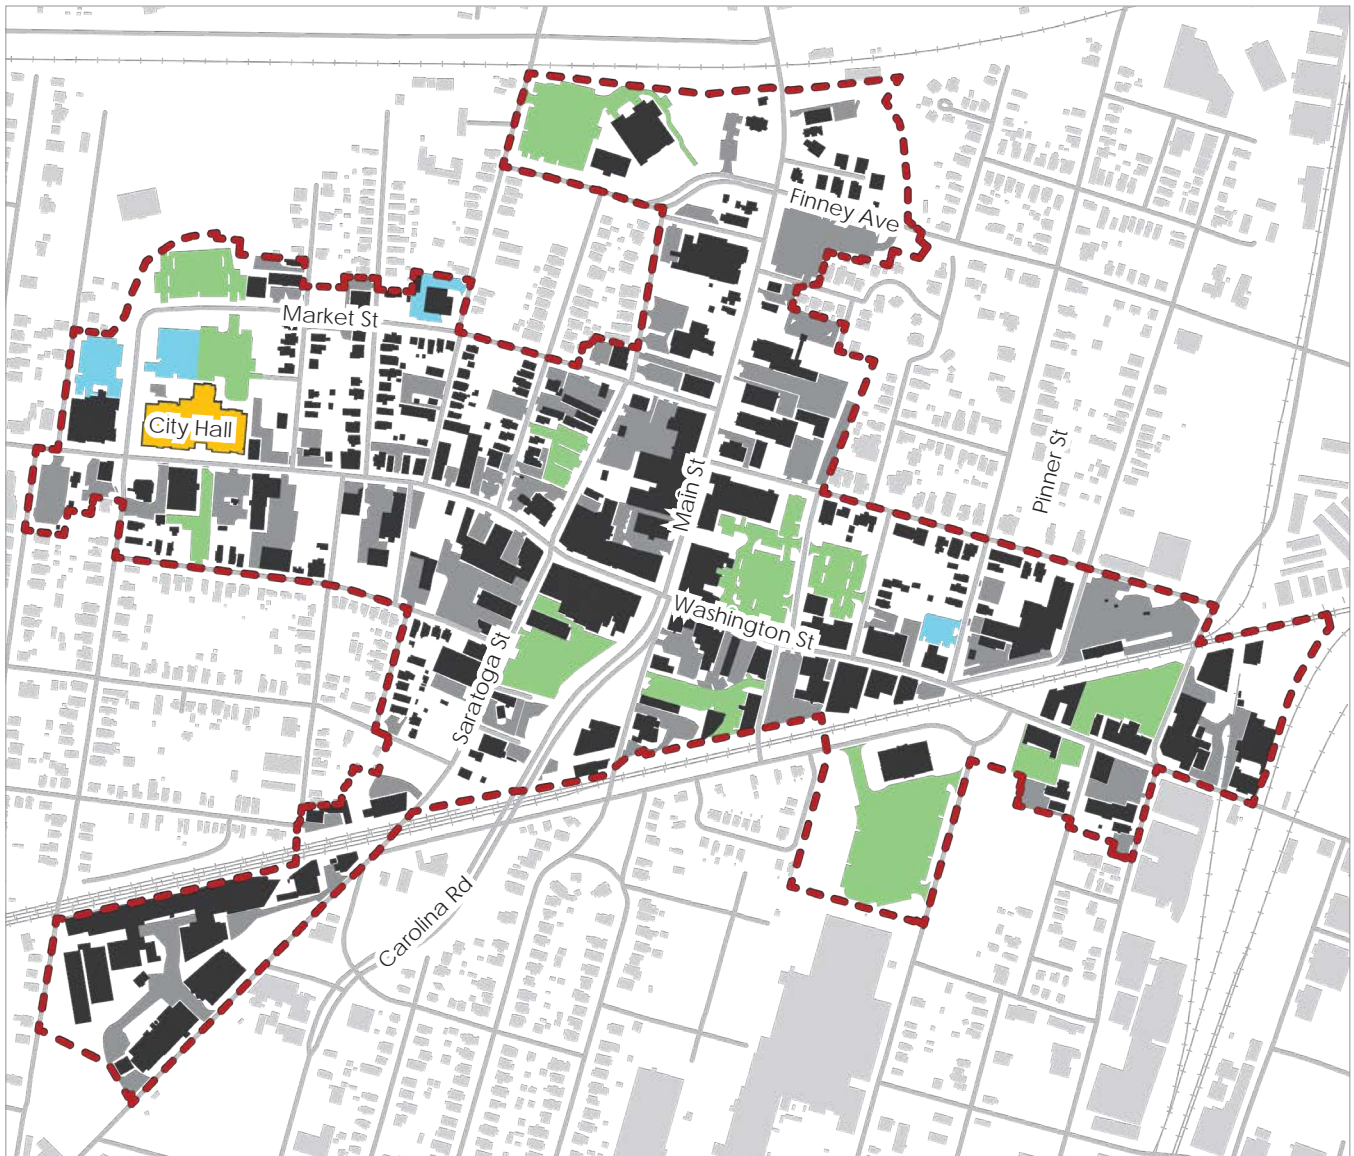 Finney Ave
Market St
City Hall
Main St
Pinner St
Washington St
Saratoga St
Carolina Rd